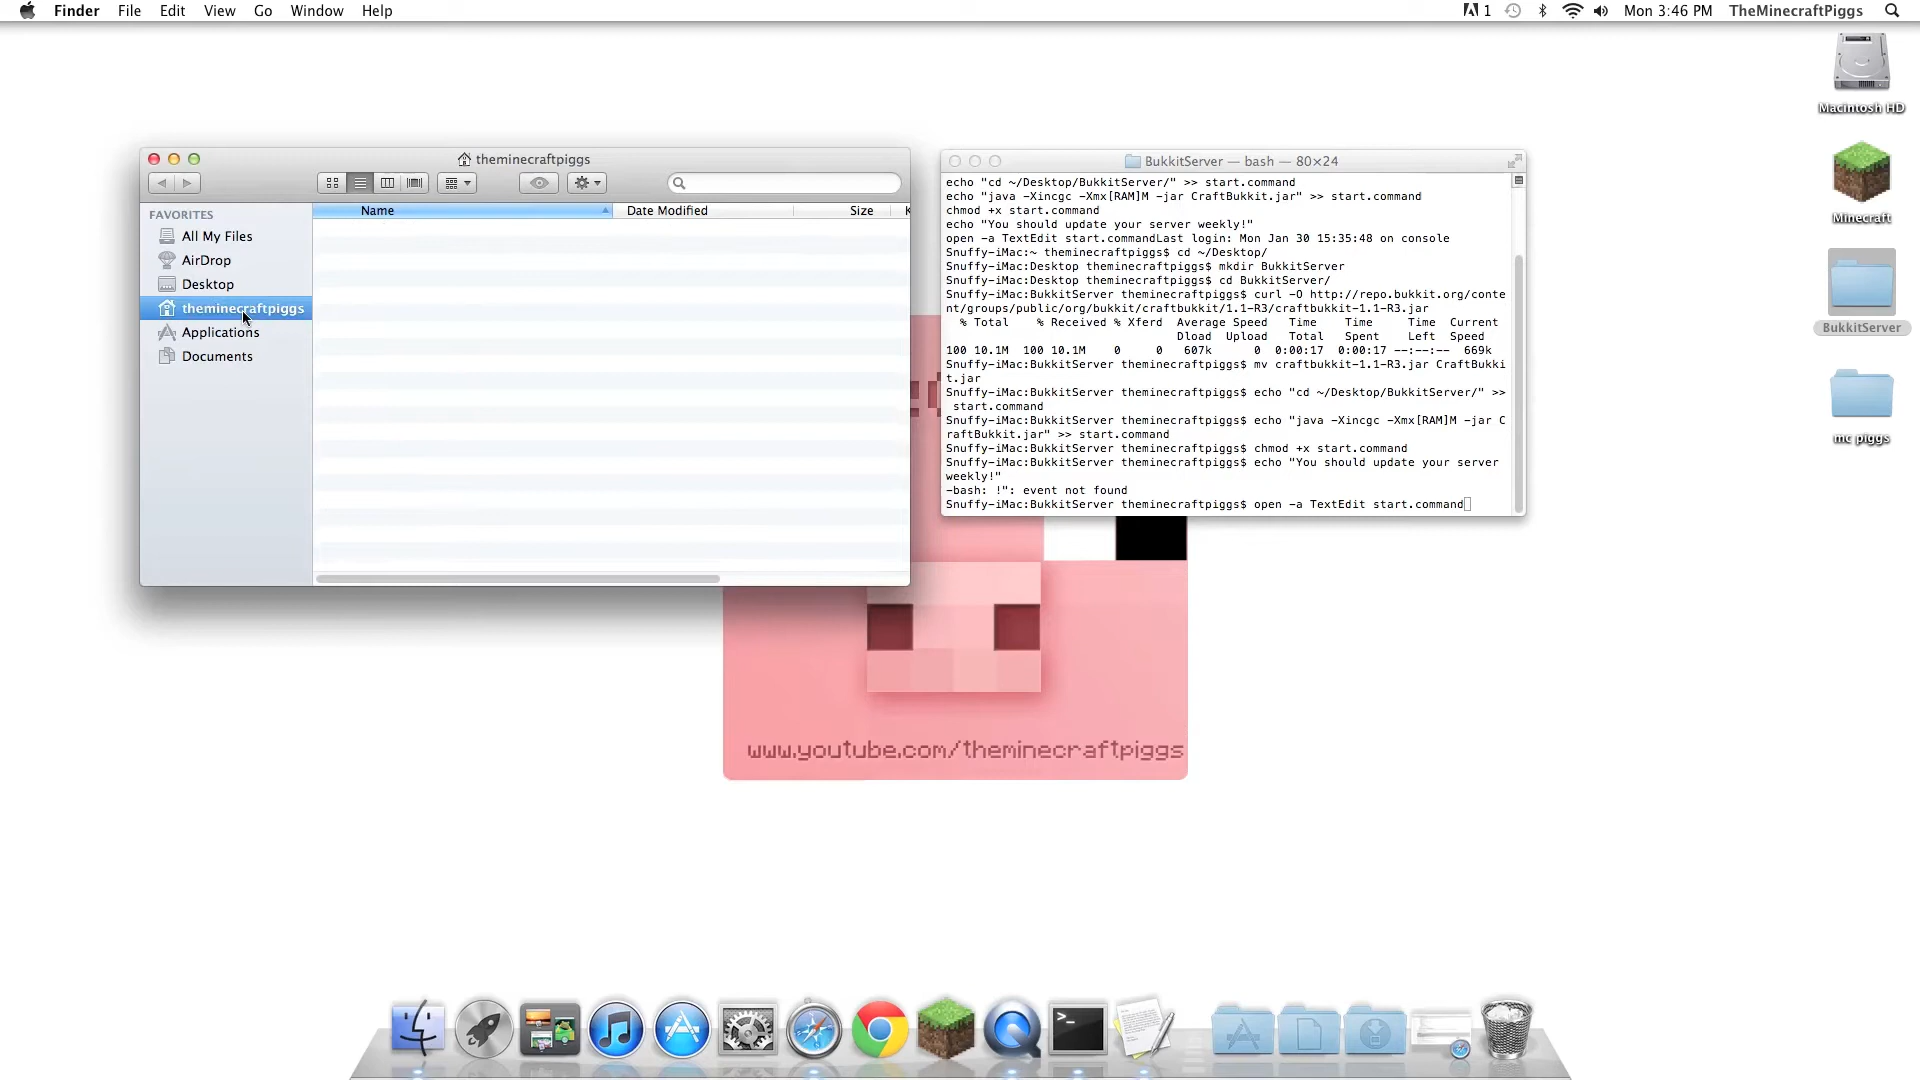 Finder File Edit View Go Window Help
1 Mon 3:46 PM TheMinecraftPiggs
Macintosh HD
Minecraft
BukkitServer
mc piggs
theminecraftpiggs
FAVORITES
All My Files
AirDrop
Desktop
theminecraftpiggs
Applications
Documents
Name Date Modified Size K
BukkitServer — bash — 80×24
echo "cd ~/Desktop/BukkitServer/" >> start.command
echo "java -Xincgc -Xmx[RAM]M -jar CraftBukkit.jar" >> start.command
chmod +x start.command
echo "You should update your server weekly!"
open -a TextEdit start.commandLast login: Mon Jan 30 15:35:48 on console
Snuffy-iMac:~ theminecraftpiggs$ cd ~/Desktop/
Snuffy-iMac:Desktop theminecraftpiggs$ mkdir BukkitServer
Snuffy-iMac:Desktop theminecraftpiggs$ cd BukkitServer/
Snuffy-iMac:BukkitServer theminecraftpiggs$ curl -O http://repo.bukkit.org/conte
nt/groups/public/org/bukkit/craftbukkit/1.1-R3/craftbukkit-1.1-R3.jar
% Total % Received % Xferd Average Speed Time Time Time Current
Dload Upload Total Spent Left Speed
100 10.1M 100 10.1M 0 0 607k 0 0:00:17 0:00:17 --:--:-- 669k
Snuffy-iMac:BukkitServer theminecraftpiggs$ mv craftbukkit-1.1-R3.jar CraftBukki
t.jar
Snuffy-iMac:BukkitServer theminecraftpiggs$ echo "cd ~/Desktop/BukkitServer/" >>
start.command
Snuffy-iMac:BukkitServer theminecraftpiggs$ echo "java -Xincgc -Xmx[RAM]M -jar C
raftBukkit.jar" >> start.command
Snuffy-iMac:BukkitServer theminecraftpiggs$ chmod +x start.command
Snuffy-iMac:BukkitServer theminecraftpiggs$ echo "You should update your server
weekly!"
-bash: !": event not found
Snuffy-iMac:BukkitServer theminecraftpiggs$ open -a TextEdit start.command
www.youtube.com/theminecraftpiggs